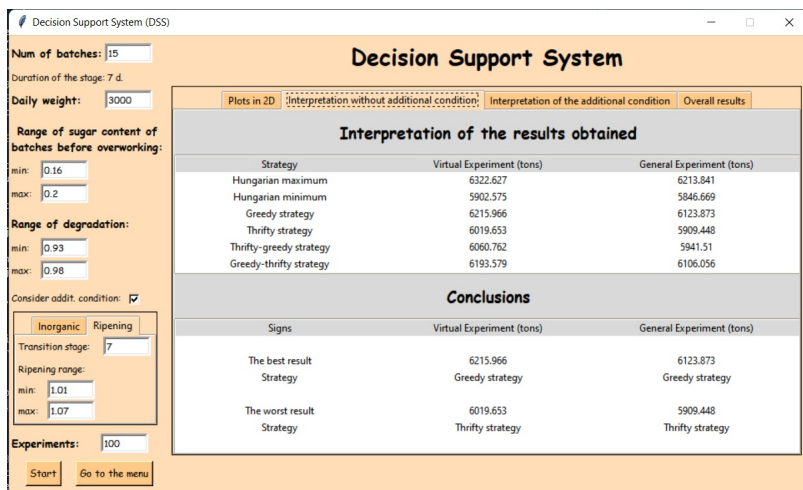 Decision Support System (DSS)
Num of batches: 15
Duration of the stage: 7 d.
Daily weight: 3000
Range of sugar content of
batches before overworking:
min: 0.16
max: 0.2
Range of degradation:
min: 0.93
max: 0.98
Consider addit. condition:
Inorganic Ripening
Transition stage: 7
Ripening range:
min: 1.01
max: 1.07
Experiments: 100
Start Go to the menu
Decision Support System
Plots in 2D Interpretation without additional condition Interpretation of the additional condition Overall results
Interpretation of the results obtained
Strategy Virtual Experiment (tons) General Experiment (tons)
Hungarian maximum 6322.627 6213.841
Hungarian minimum 5902.575 5846.669
Greedy strategy 6215.966 6123.873
Thrifty strategy 6019.653 5909.448
Thrifty-greedy strategy 6060.762 5941.51
Greedy-thrifty strategy 6193.579 6106.056
Conclusions
Signs Virtual Experiment (tons) General Experiment (tons)
The best result 6215.966 6123.873
Strategy Greedy strategy Greedy strategy
The worst result 6019.653 5909.448
Strategy Thrifty strategy Thrifty strategy